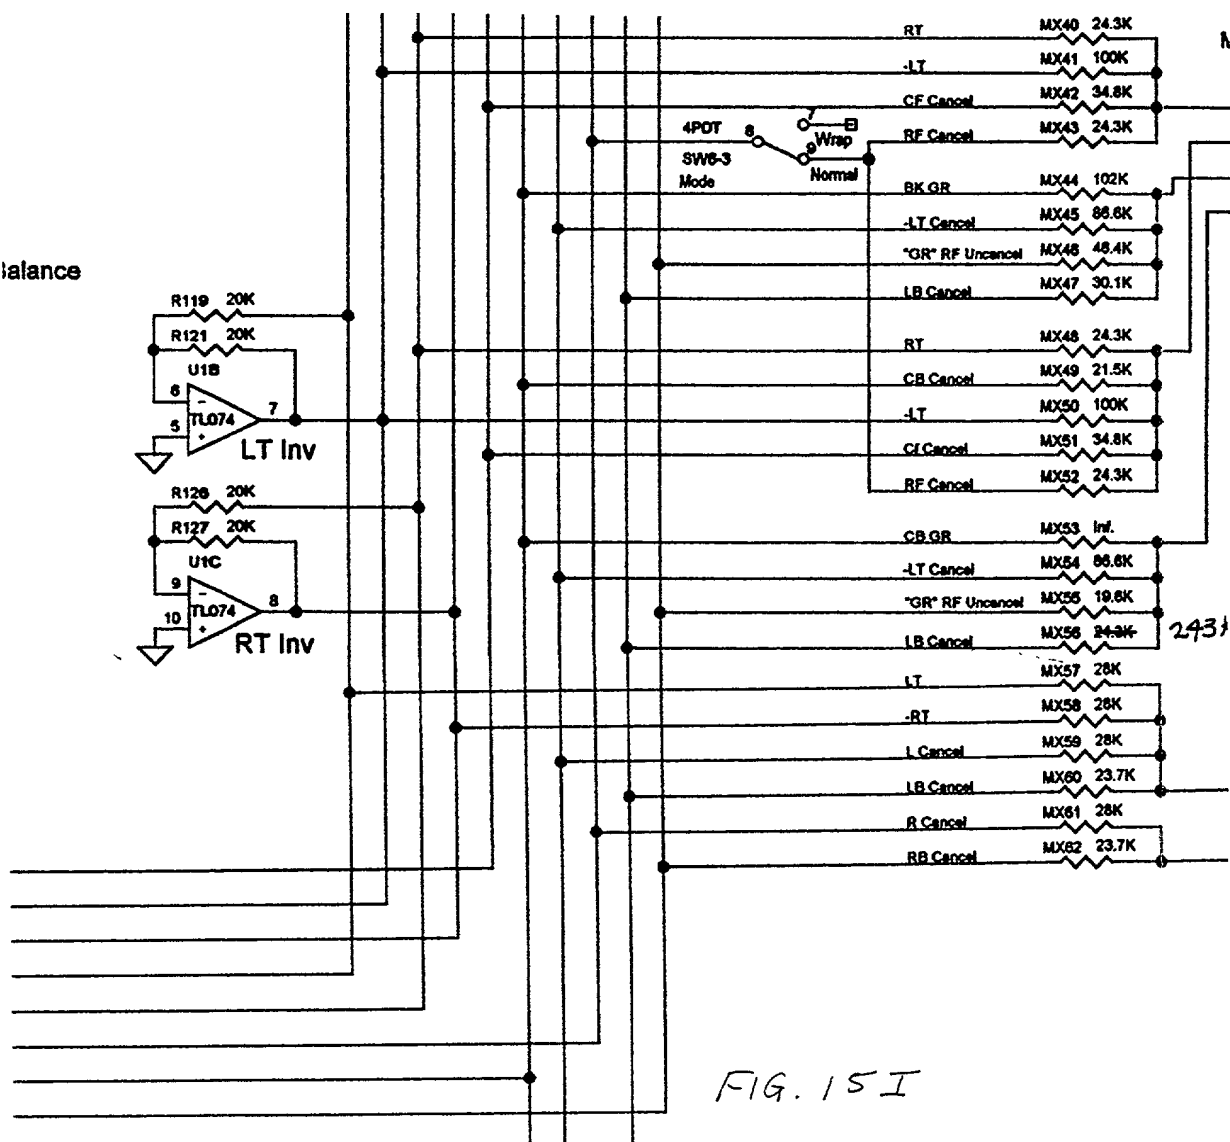 RT MX40 24.3K
-LT MX41 100K
CF Cancel MX42 34.8K
RF Cancel MX43 24.3K
4PDT 8 7 Wrap
SW6-3 9
Mode Normal
BK GR MX44 102K
-LT Cancel MX45 86.6K
"GR" RF Uncancel MX46 46.4K
LB Cancel MX47 30.1K
Balance
R119 20K
R121 20K
U1B
6 -
5 +
TL074 7
LT Inv
RT MX48 24.3K
CB Cancel MX49 21.5K
-LT MX50 100K
Cf Cancel MX51 34.8K
RF Cancel MX52 24.3K
R126 20K
R127 20K
U1C
9 -
10 +
TL074 8
RT Inv
CB GR MX53 Inf.
-LT Cancel MX54 86.6K
"GR" RF Uncancel MX55 19.6K
LB Cancel MX56 24.3K 243K
LT MX57 28K
-RT MX58 28K
L Cancel MX59 28K
LB Cancel MX60 23.7K
R Cancel MX61 28K
RB Cancel MX62 23.7K
FIG. 15I